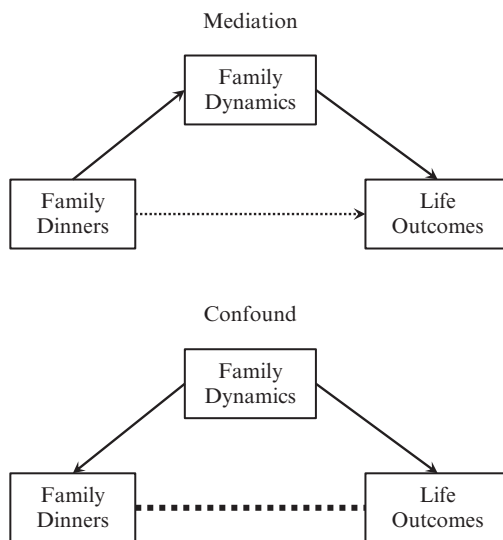 Mediation
Family
Dynamics
Family
Dinners
Life
Outcomes
Confound
Family
Dynamics
Family
Dinners
Life
Outcomes